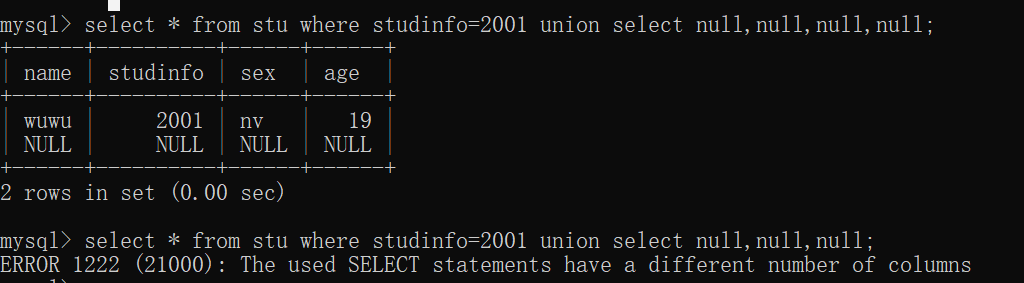 mysql> select * from stu where studinfo=2001 union select null,null,null,null;
+------+----------+------+------+
| name | studinfo | sex  | age  |
+------+----------+------+------+
| wuwu |     2001 | nv   |   19 |
| NULL |     NULL | NULL | NULL |
+------+----------+------+------+
2 rows in set (0.00 sec)
mysql> select * from stu where studinfo=2001 union select null,null,null;
ERROR 1222 (21000): The used SELECT statements have a different number of columns